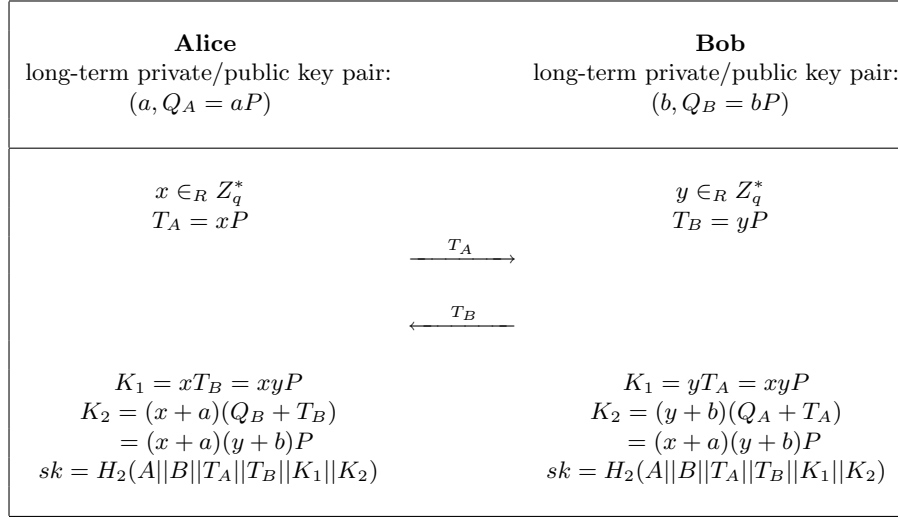 Alice
long-term private/public key pair:
(a, Q_A = aP)
Bob
long-term private/public key pair:
(b, Q_B = bP)
x ∈_R Z_q^*
T_A = xP
y ∈_R Z_q^*
T_B = yP
T_A
T_B
K_1 = xT_B = xyP
K_2 = (x + a)(Q_B + T_B)
= (x + a)(y + b)P
sk = H_2(A||B||T_A||T_B||K_1||K_2)
K_1 = yT_A = xyP
K_2 = (y + b)(Q_A + T_A)
= (x + a)(y + b)P
sk = H_2(A||B||T_A||T_B||K_1||K_2)